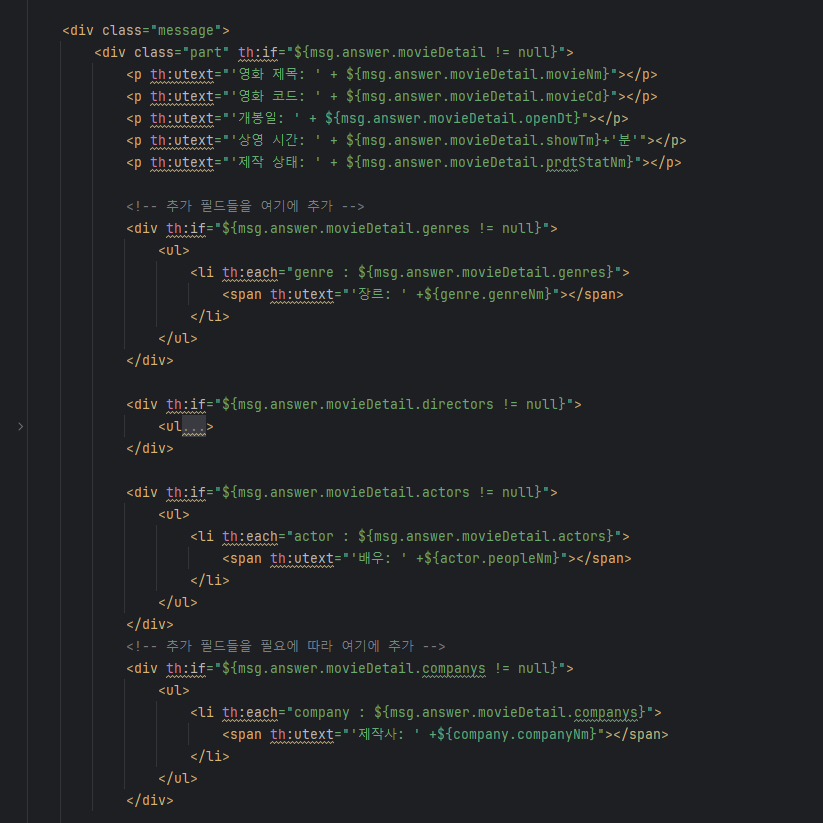 <div class="message">
<div class="part" th:if="${msg.answer.movieDetail != null}">
<p th:utext="'영화 제목: ' + ${msg.answer.movieDetail.movieNm}"></p>
<p th:utext="'영화 코드: ' + ${msg.answer.movieDetail.movieCd}"></p>
<p th:utext="'개봉일: ' + ${msg.answer.movieDetail.openDt}"></p>
<p th:utext="'상영 시간: ' + ${msg.answer.movieDetail.showTm}+'분'"></p>
<p th:utext="'제작 상태: ' + ${msg.answer.movieDetail.prdtStatNm}"></p>
<!-- 추가 필드들을 여기에 추가 -->
<div th:if="${msg.answer.movieDetail.genres != null}">
<ul>
<li th:each="genre : ${msg.answer.movieDetail.genres}">
<span th:utext="'장르: ' +${genre.genreNm}"></span>
</li>
</ul>
</div>
<div th:if="${msg.answer.movieDetail.directors != null}">
<ul...>
</div>
<div th:if="${msg.answer.movieDetail.actors != null}">
<ul>
<li th:each="actor : ${msg.answer.movieDetail.actors}">
<span th:utext="'배우: ' +${actor.peopleNm}"></span>
</li>
</ul>
</div>
<!-- 추가 필드들을 필요에 따라 여기에 추가 -->
<div th:if="${msg.answer.movieDetail.companys != null}">
<ul>
<li th:each="company : ${msg.answer.movieDetail.companys}">
<span th:utext="'제작사: ' +${company.companyNm}"></span>
</li>
</ul>
</div>